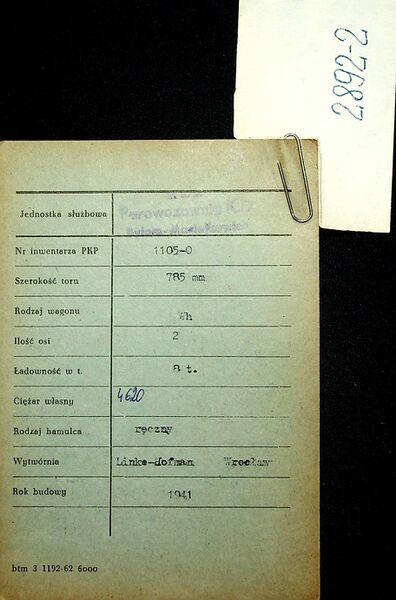 2892-2
Jednostka służbowa Parowozownia
Nr inwentarza PKP 1105-0
Szerokość toru 785 mm
Rodzaj wagonu Wh
Ilość osi 2
Ładowność w t. 8 t.
Ciężar własny 4620
Rodzaj hamulca ręczny
Wytwórnia Linke-Hofman Wrocław
Rok budowy 1941
btm 3 1192-62 6000